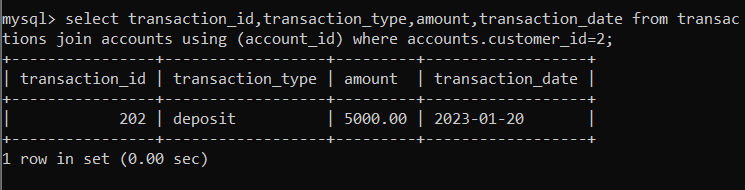 mysql> select transaction_id,transaction_type,amount,transaction_date from transac
tions join accounts using (account_id) where accounts.customer_id=2;
+----------------+------------------+---------+------------------+
| transaction_id | transaction_type | amount  | transaction_date |
+----------------+------------------+---------+------------------+
|            202 | deposit          | 5000.00 | 2023-01-20       |
+----------------+------------------+---------+------------------+
1 row in set (0.00 sec)